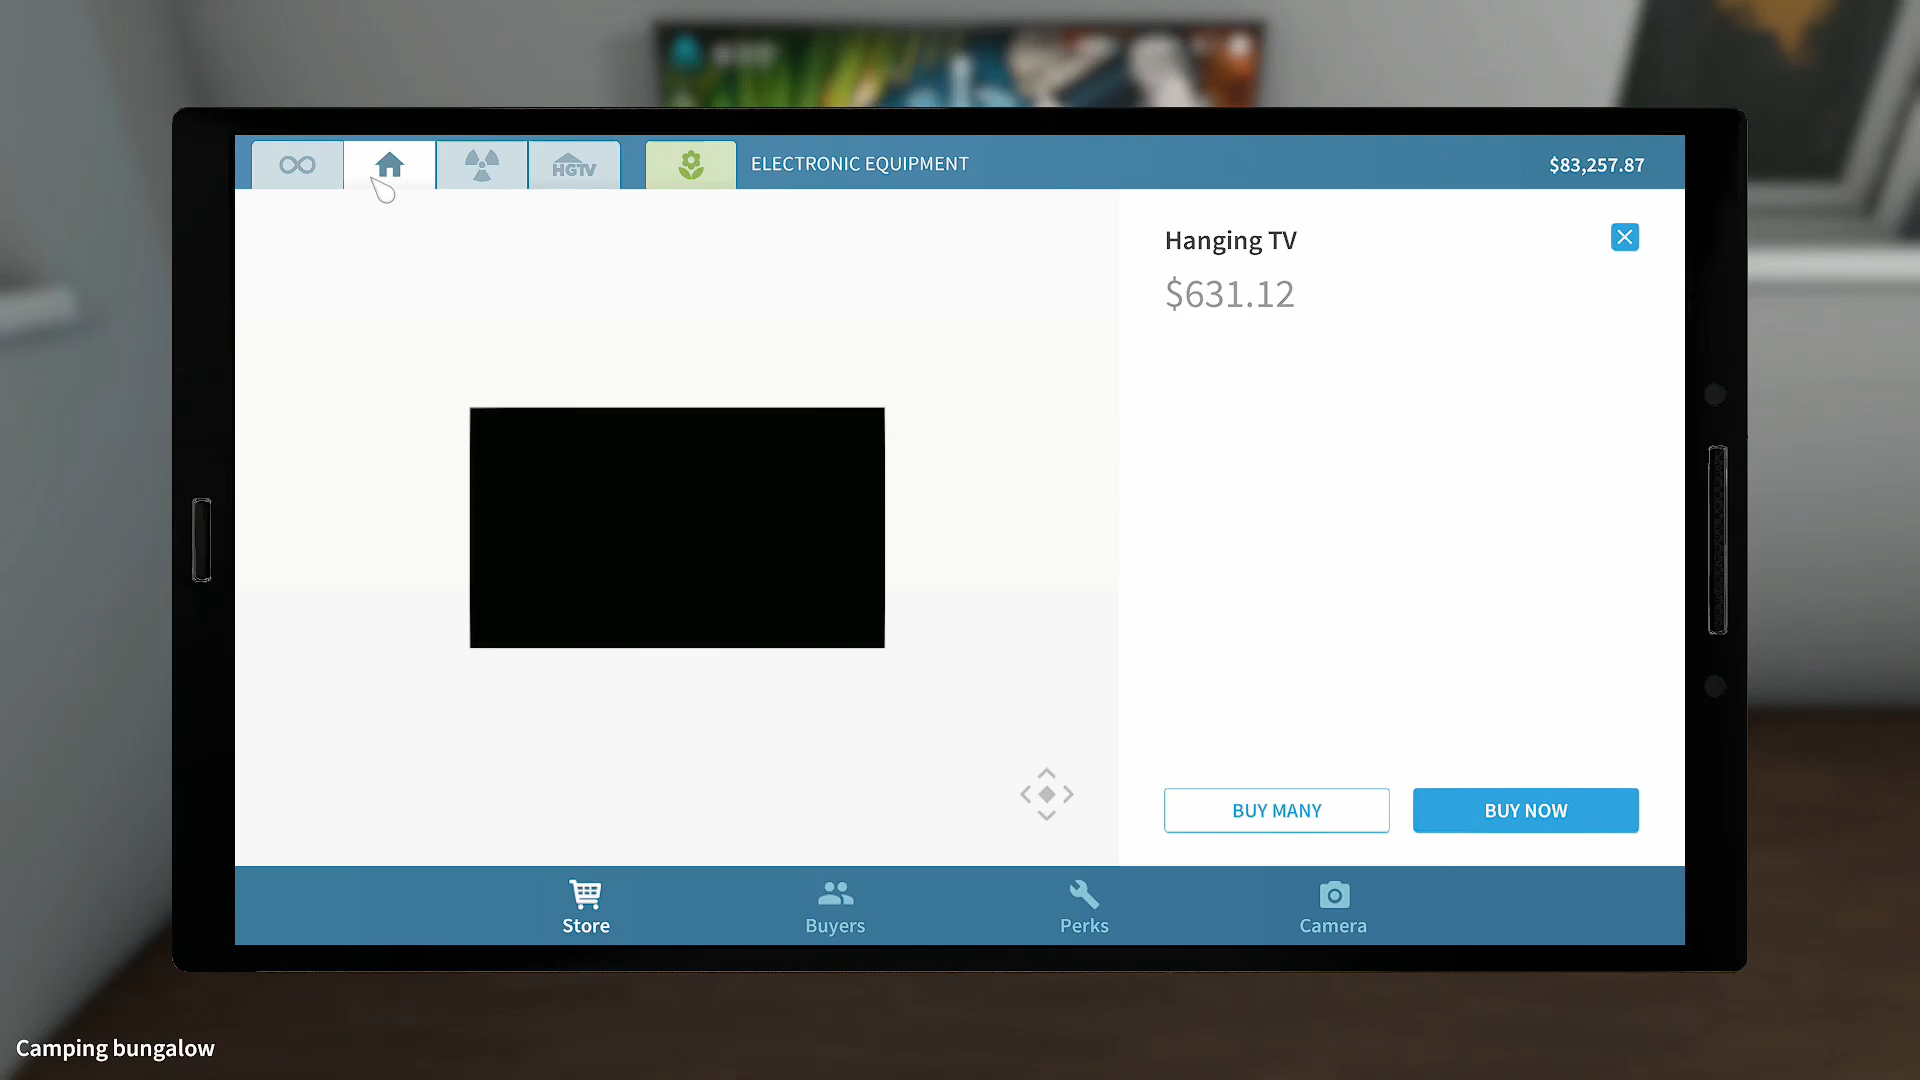 HGTV
ELECTRONIC EQUIPMENT
$83,257.87
Hanging TV
$631.12
BUY MANY
BUY NOW
Store
Buyers
Perks
Camera
Camping bungalow